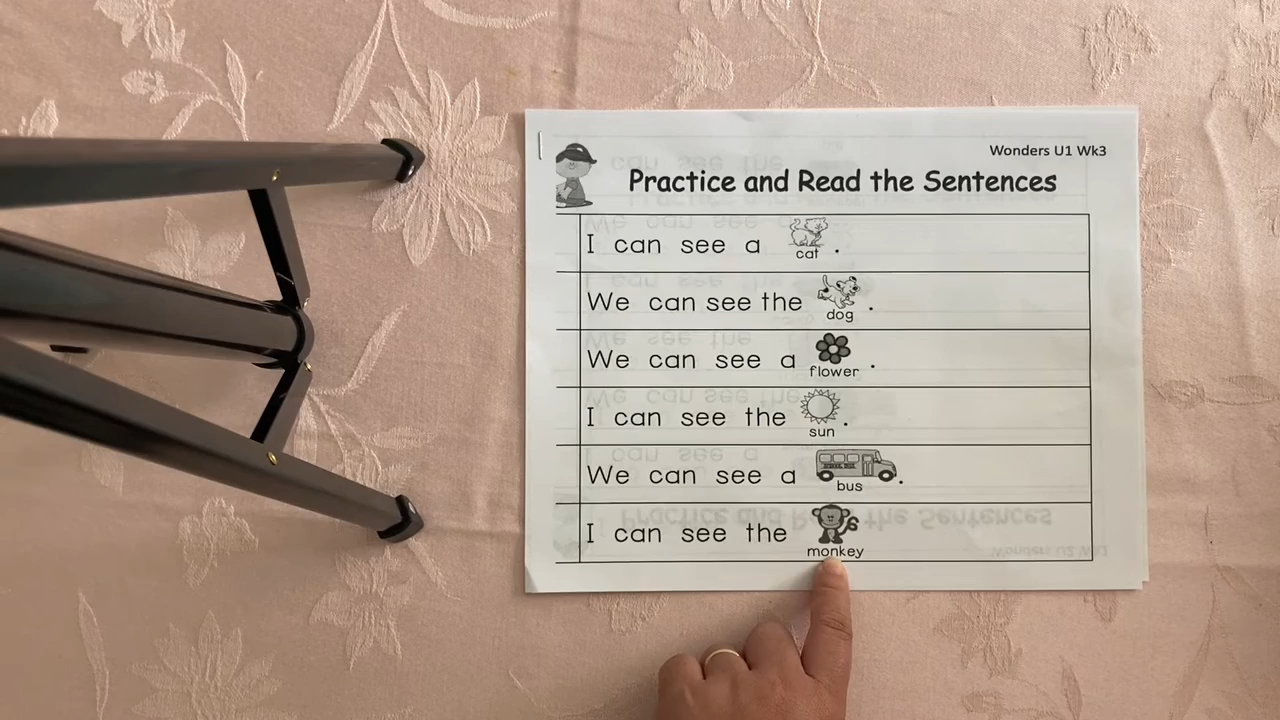 Wonders U1 Wk3
Practice and Read the Sentences
I can see a cat .
We can see the dog .
We can see a flower .
I can see the sun .
We can see a bus .
I can see the monkey